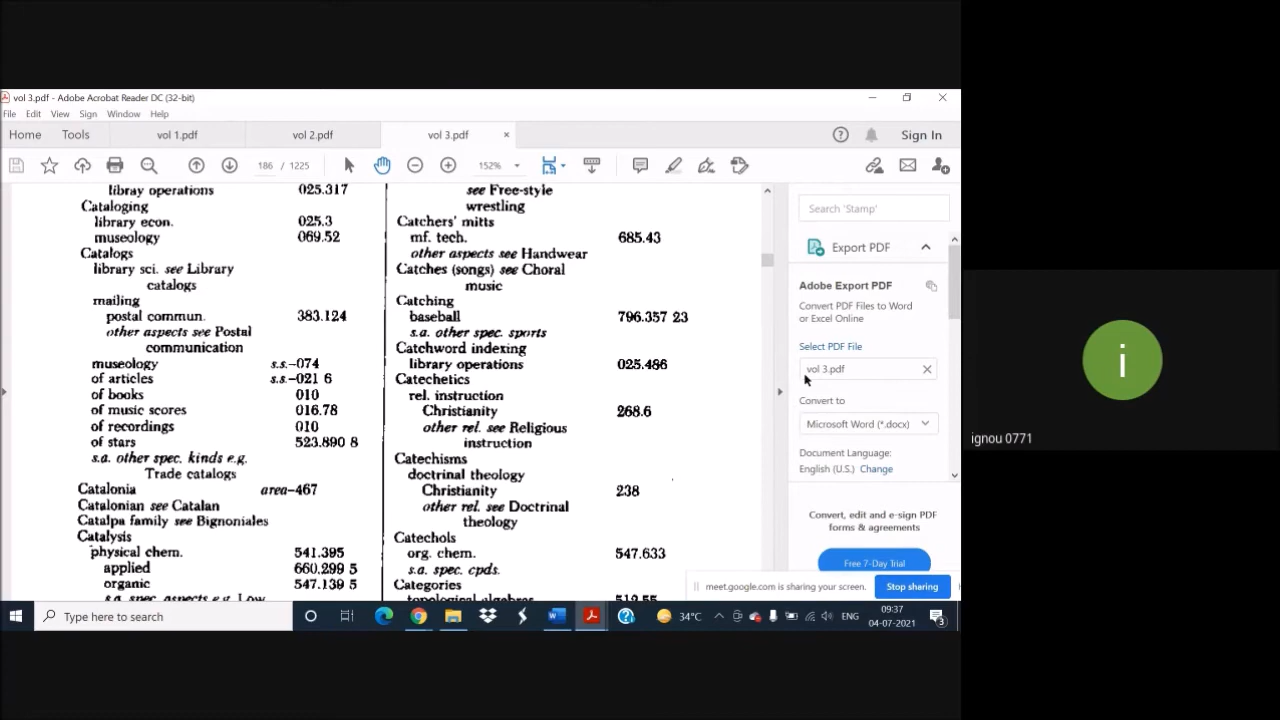 vol 3.pdf - Adobe Acrobat Reader DC (32-bit)
File Edit View Sign Window Help
Home Tools vol 1.pdf vol 2.pdf vol 3.pdf × Sign In
186 / 1225 152%
libray operations 025.317
Cataloging
library econ. 025.3
museology 069.52
Catalogs
library sci. see Library
catalogs
mailing
postal commun. 383.124
other aspects see Postal
communication
museology s.s.–074
of articles s.s.–021 6
of books 010
of music scores 016.78
of recordings 010
of stars 523.890 8
s.a. other spec. kinds e.g.
Trade catalogs
Catalonia area–467
Catalonian see Catalan
Catalpa family see Bignoniales
Catalysis
physical chem. 541.395
applied 660.299 5
organic 547.139 5
s.a. spec. aspects e.g. Low
see Free-style
wrestling
Catchers' mitts
mf. tech. 685.43
other aspects see Handwear
Catches (songs) see Choral
music
Catching
baseball 796.357 23
s.a. other spec. sports
Catchword indexing
library operations 025.486
Catechetics
rel. instruction
Christianity 268.6
other rel. see Religious
instruction
Catechisms
doctrinal theology
Christianity 238
other rel. see Doctrinal
theology
Catechols
org. chem. 547.633
s.a. spec. cpds.
Categories
topological algebras 512.55
Search 'Stamp'
Export PDF
Adobe Export PDF
Convert PDF Files to Word
or Excel Online
Select PDF File
vol 3.pdf
Convert to
Microsoft Word (*.docx)
Document Language:
English (U.S.) Change
Convert, edit and e-sign PDF
forms & agreements
Free 7-Day Trial
meet.google.com is sharing your screen. Stop sharing
Type here to search
34°C ENG
09:37
04-07-2021
3
i
ignou 0771